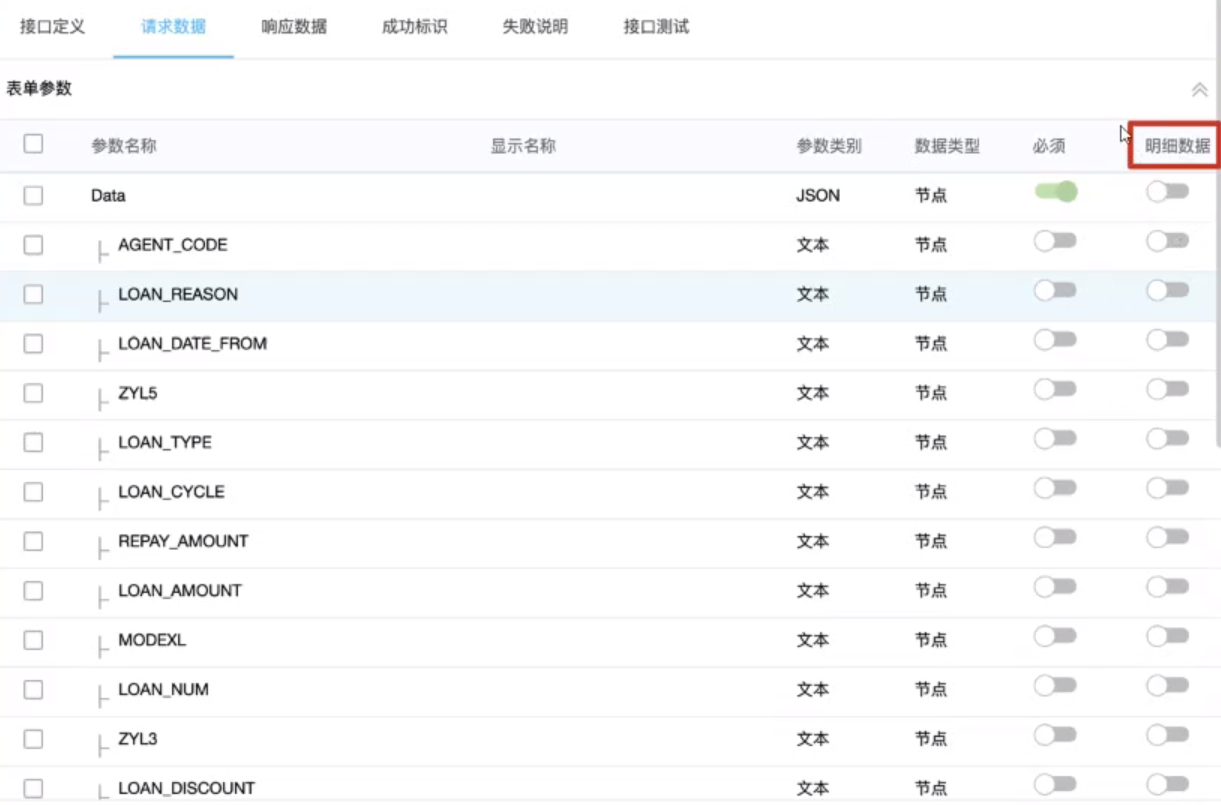 接口定义 请求数据 响应数据 成功标识 失败说明 接口测试
表单参数
参数名称 显示名称 参数类别 数据类型 必须 明细数据
Data JSON 节点
AGENT_CODE 文本 节点
LOAN_REASON 文本 节点
LOAN_DATE_FROM 文本 节点
ZYL5 文本 节点
LOAN_TYPE 文本 节点
LOAN_CYCLE 文本 节点
REPAY_AMOUNT 文本 节点
LOAN_AMOUNT 文本 节点
MODEXL 文本 节点
LOAN_NUM 文本 节点
ZYL3 文本 节点
LOAN_DISCOUNT 文本 节点